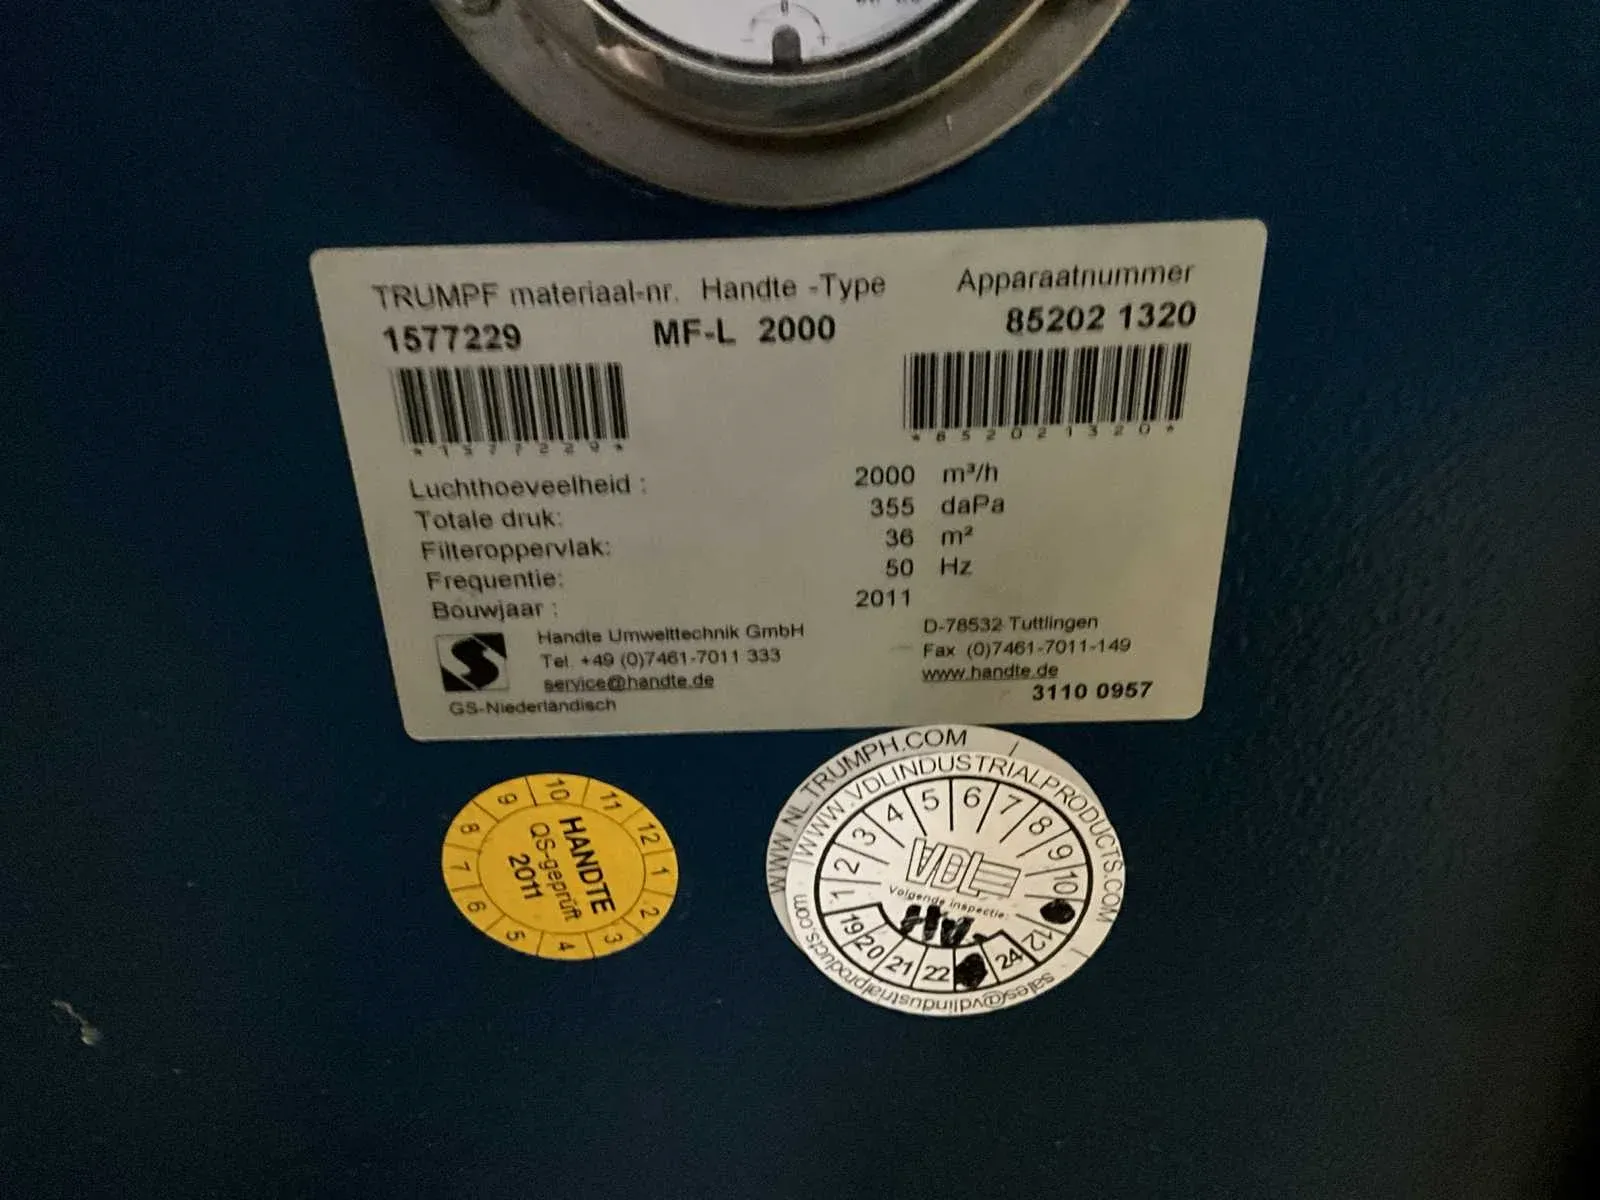 0
- +
TRUMPF materiaal-nr. Handte -Type Apparaatnummer
1577229 MF-L 2000 85202 1320
*1577229* *852021320*
Luchthoeveelheid : 2000 m³/h
Totale druk: 355 daPa
Filteroppervlak: 36 m²
Frequentie: 50 Hz
Bouwjaar : 2011
Handte Umwelttechnik GmbH D-78532 Tuttlingen
Tel. +49 (0)7461-7011 333 Fax (0)7461-7011-149
service@handte.de www.handte.de
GS-Niederländisch 3110 0957
HANDTE
QS-geprüft
2011
1 2 3 4 5 6 7 8 9 10 11 12
WWW.NL.TRUMPH.COM
WWW.VDLINDUSTRIALPRODUCTS.COM
1 2 3 4 5 6 7 8 9 10 12
VDL
Volgende inspectie:
19 20 21 22 24
sales@vdlindustrialproducts.com